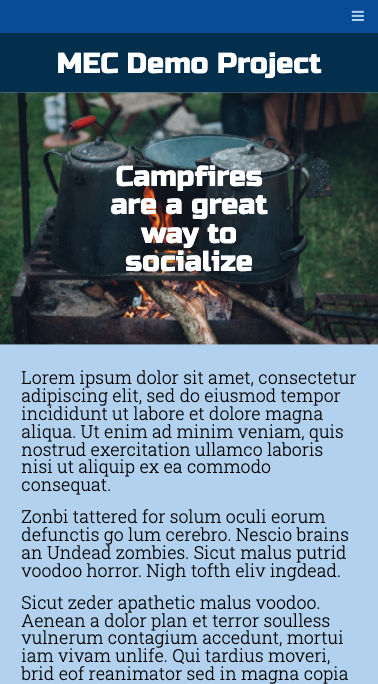 MEC Demo Project
Campfires
are a great
way to
socialize
Lorem ipsum dolor sit amet, consectetur
adipiscing elit, sed do eiusmod tempor
incididunt ut labore et dolore magna
aliqua. Ut enim ad minim veniam, quis
nostrud exercitation ullamco laboris
nisi ut aliquip ex ea commodo
consequat.
Zonbi tattered for solum oculi eorum
defunctis go lum cerebro. Nescio brains
an Undead zombies. Sicut malus putrid
voodoo horror. Nigh tofth eliv ingdead.
Sicut zeder apathetic malus voodoo.
Aenean a dolor plan et terror soulless
vulnerum contagium accedunt, mortui
iam vivam unlife. Qui tardius moveri,
brid eof reanimator sed in magna copia